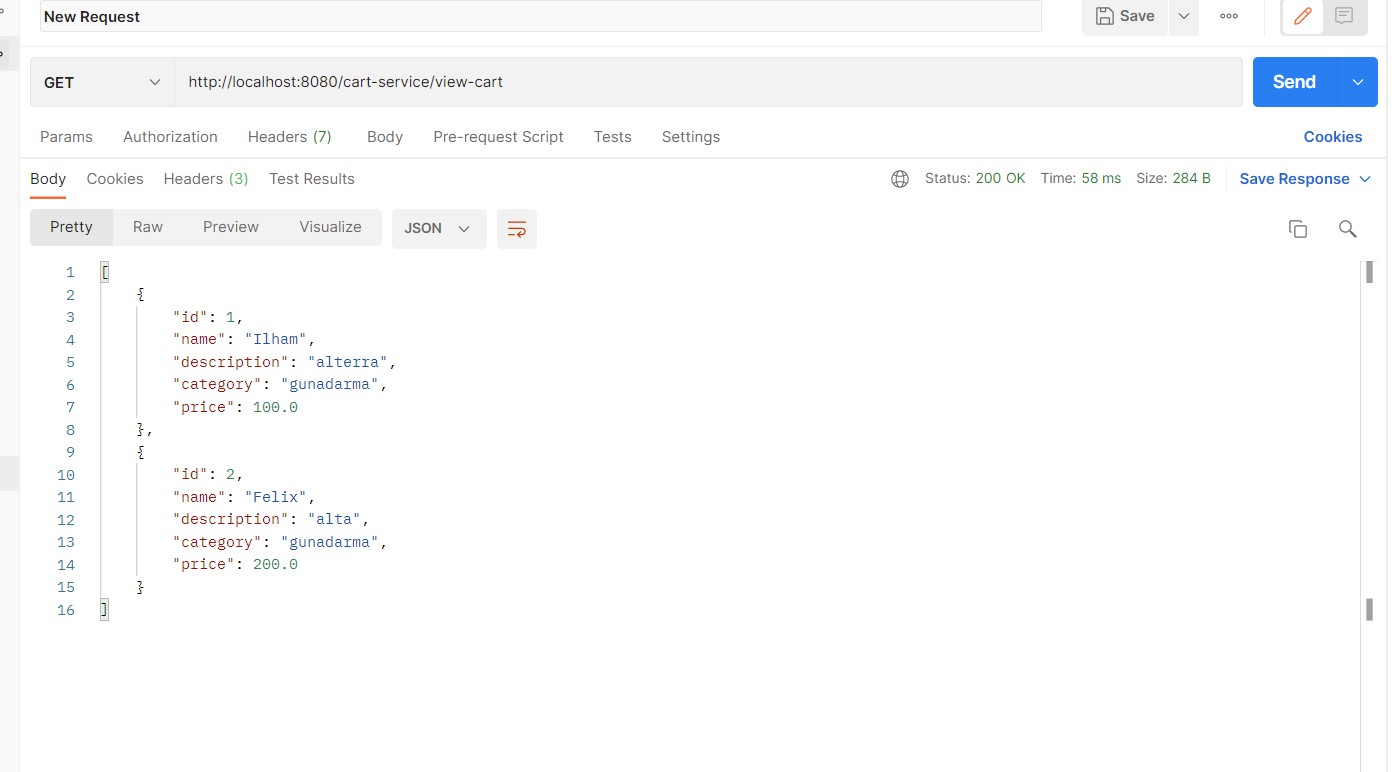 New Request
Save
GET http://localhost:8080/cart-service/view-cart Send
Params Authorization Headers (7) Body Pre-request Script Tests Settings Cookies
Body Cookies Headers (3) Test Results Status: 200 OK Time: 58 ms Size: 284 B Save Response
Pretty Raw Preview Visualize JSON
1 [
2 {
3 "id": 1,
4 "name": "Ilham",
5 "description": "alterra",
6 "category": "gunadarma",
7 "price": 100.0
8 },
9 {
10 "id": 2,
11 "name": "Felix",
12 "description": "alta",
13 "category": "gunadarma",
14 "price": 200.0
15 }
16 ]